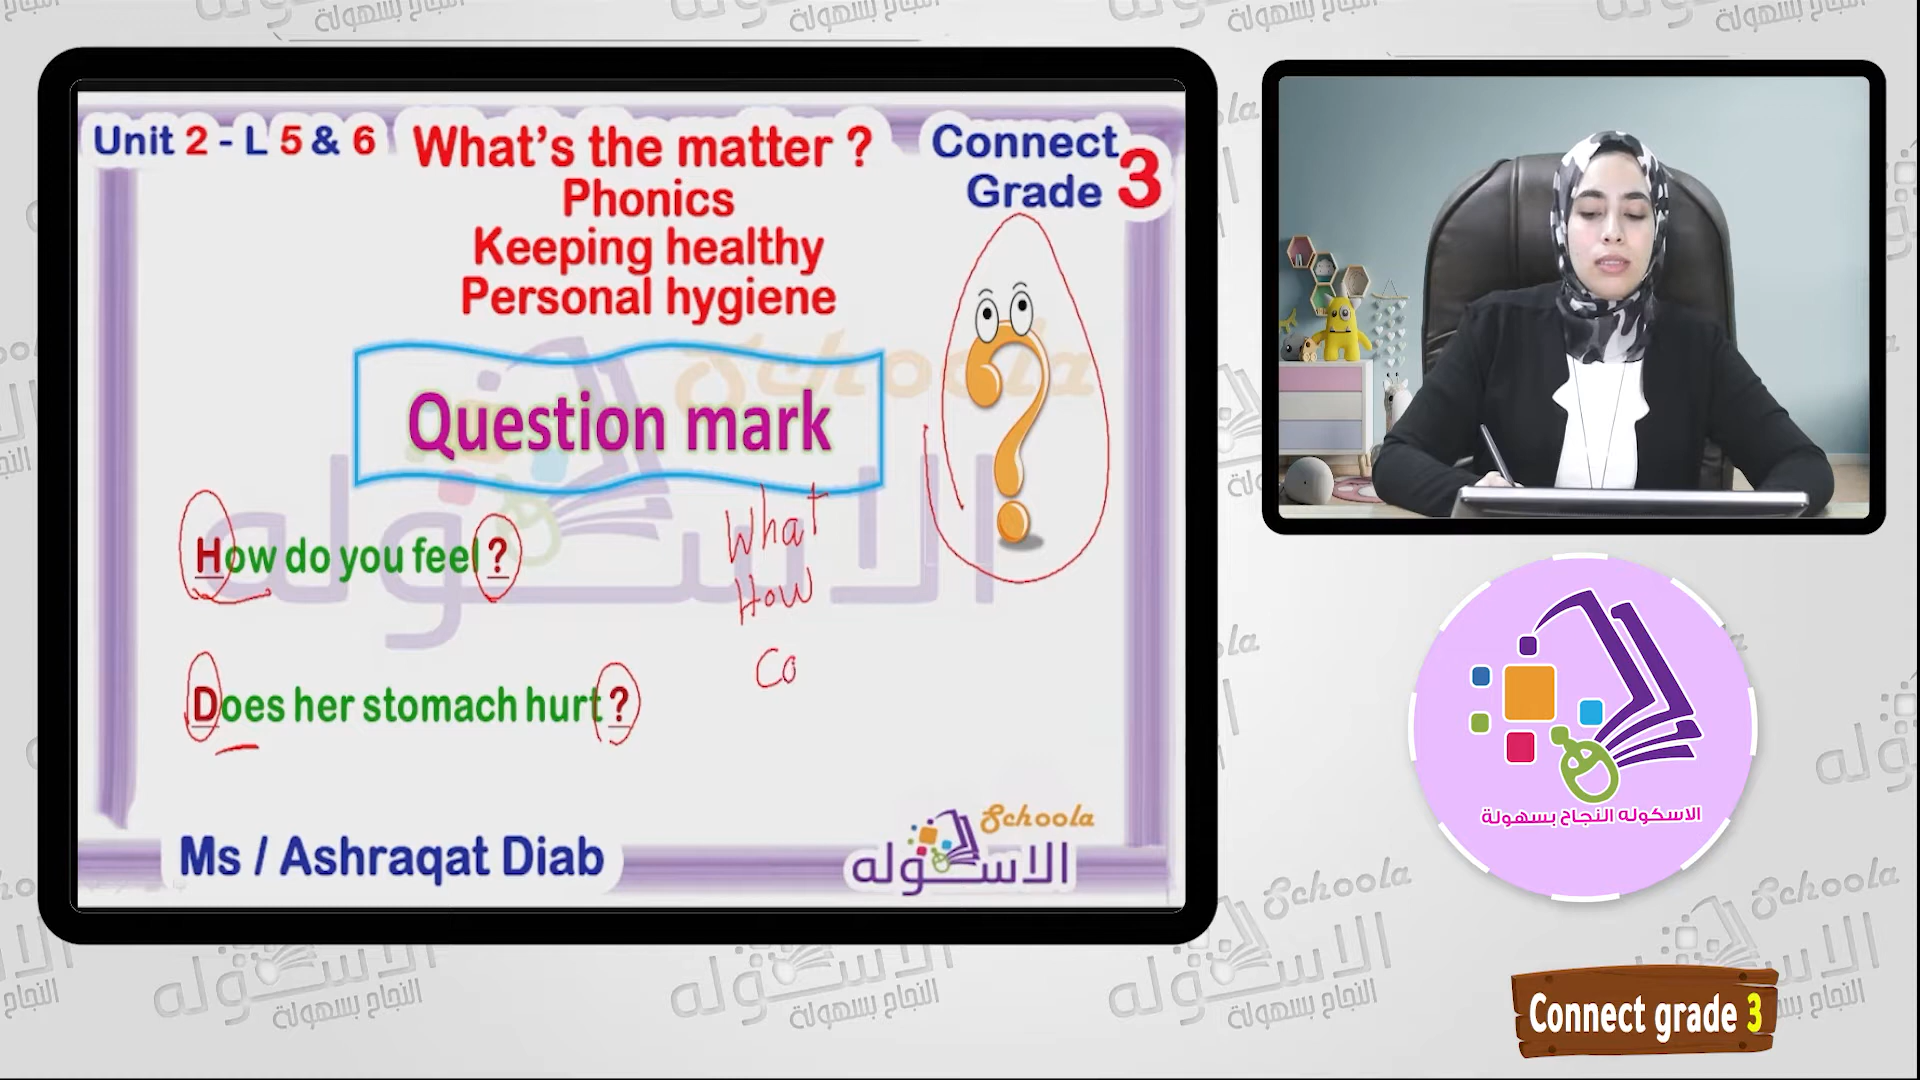 Unit 2 - L 5 & 6
What's the matter ?
Phonics
Keeping healthy
Personal hygiene
Connect
Grade 3
Question mark
How do you feel ?
Does her stomach hurt ?
What
How
Co
Ms / Ashraqat Diab
Schoola
الاسكوله
الاسكوله النجاح بسهولة
Connect grade 3